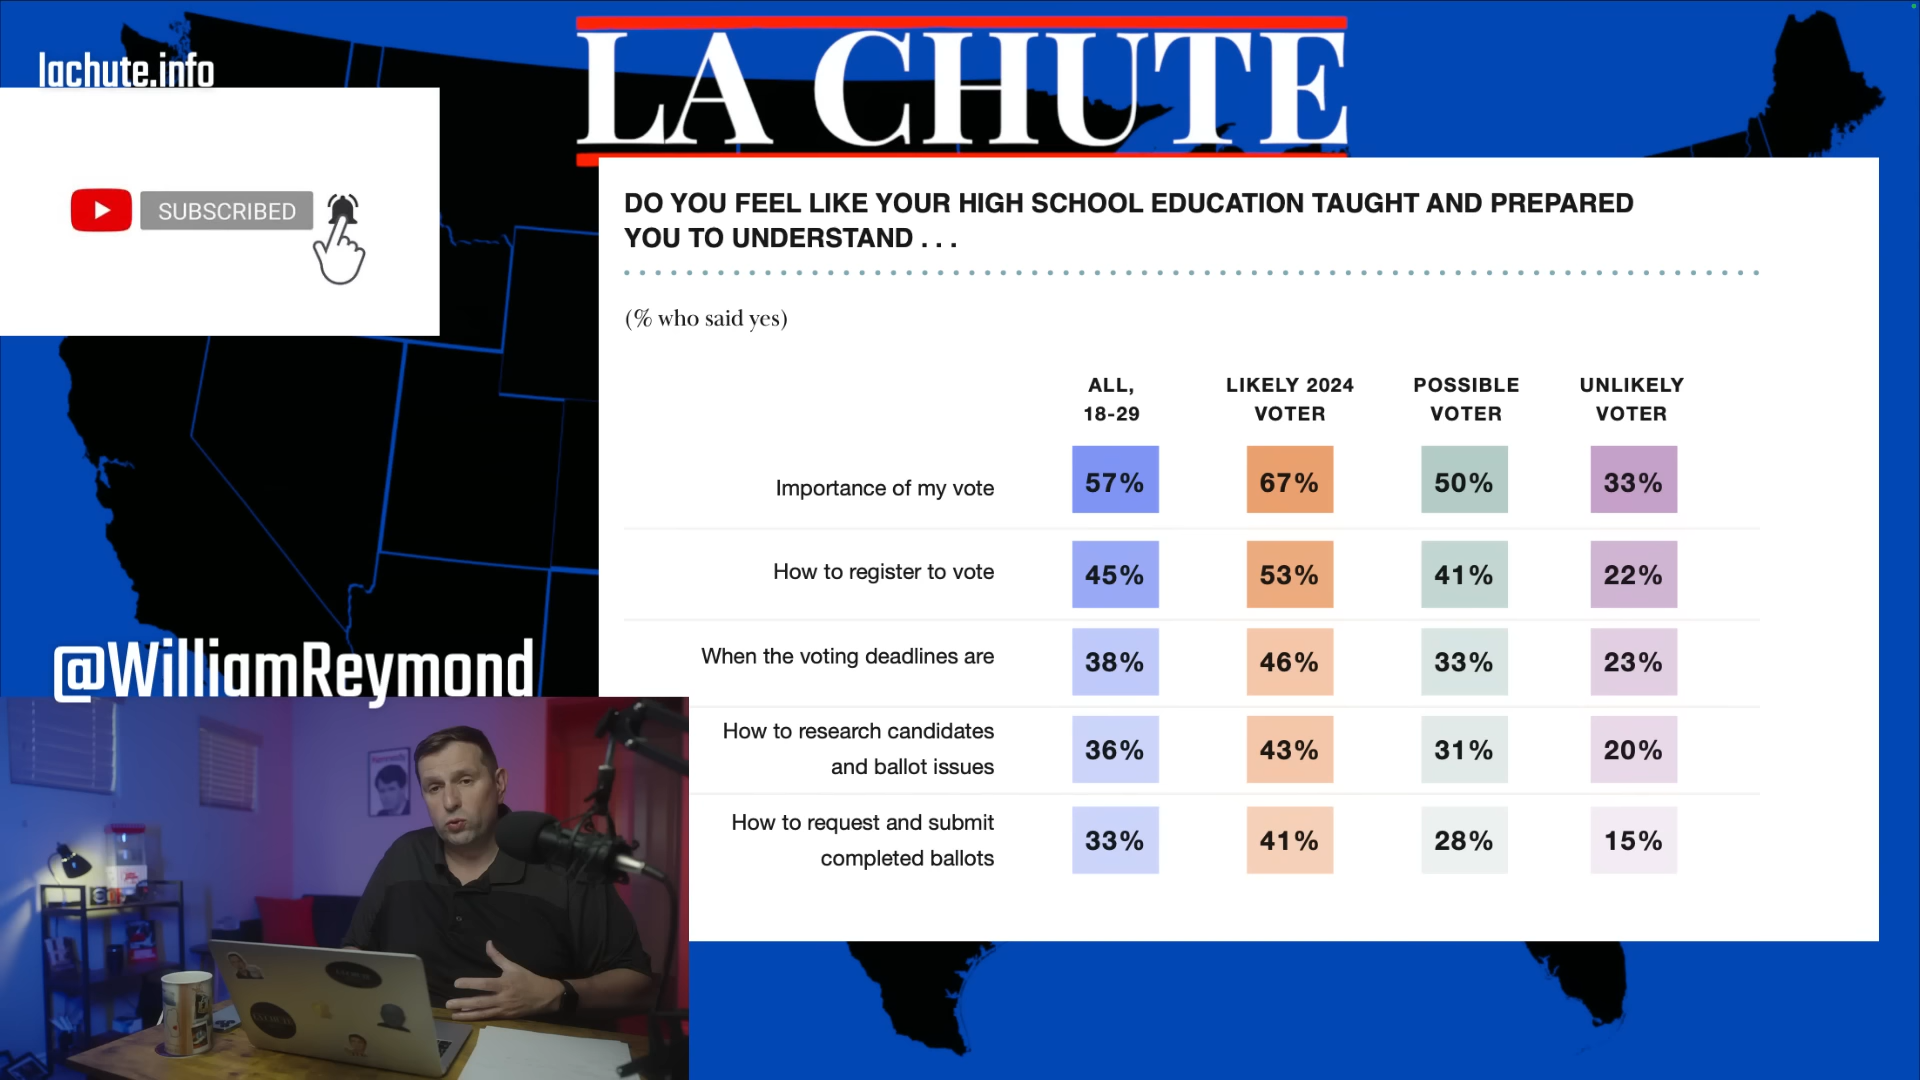 lachute.info
LA CHUTE
SUBSCRIBED
DO YOU FEEL LIKE YOUR HIGH SCHOOL EDUCATION TAUGHT AND PREPARED
YOU TO UNDERSTAND . . .
(% who said yes)
ALL,
18-29
LIKELY 2024
VOTER
POSSIBLE
VOTER
UNLIKELY
VOTER
Importance of my vote 57% 67% 50% 33%
How to register to vote 45% 53% 41% 22%
When the voting deadlines are 38% 46% 33% 23%
How to research candidates
and ballot issues 36% 43% 31% 20%
How to request and submit
completed ballots 33% 41% 28% 15%
@WilliamReymond